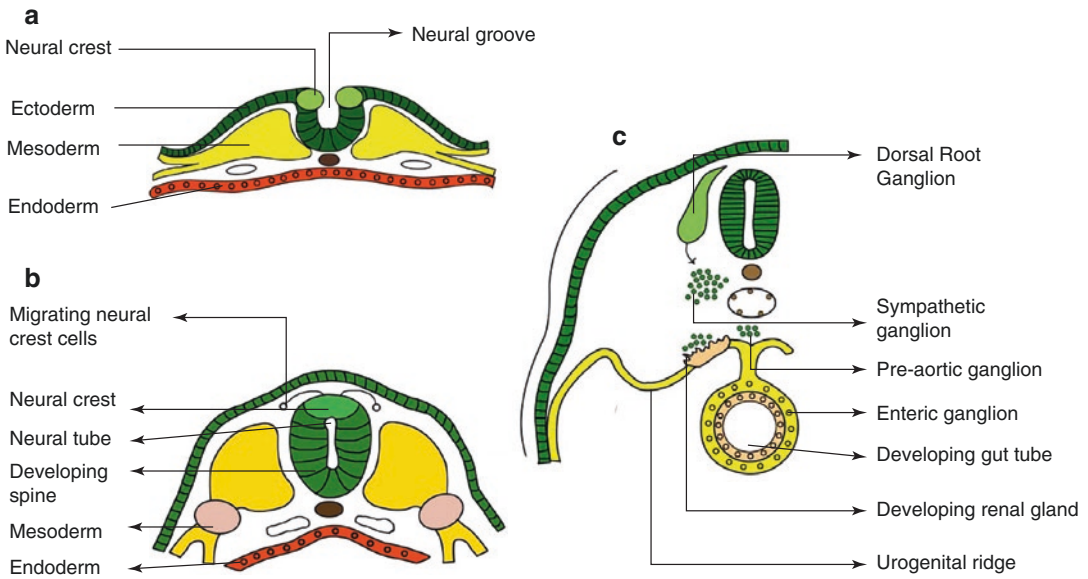 a
Neural crest
Neural groove
Ectoderm
Mesoderm
Endoderm
b
Migrating neural
crest cells
Neural crest
Neural tube
Developing
spine
Mesoderm
Endoderm
c
Dorsal Root
Ganglion
Sympathetic
ganglion
Pre-aortic ganglion
Enteric ganglion
Developing gut tube
Developing renal gland
Urogenital ridge